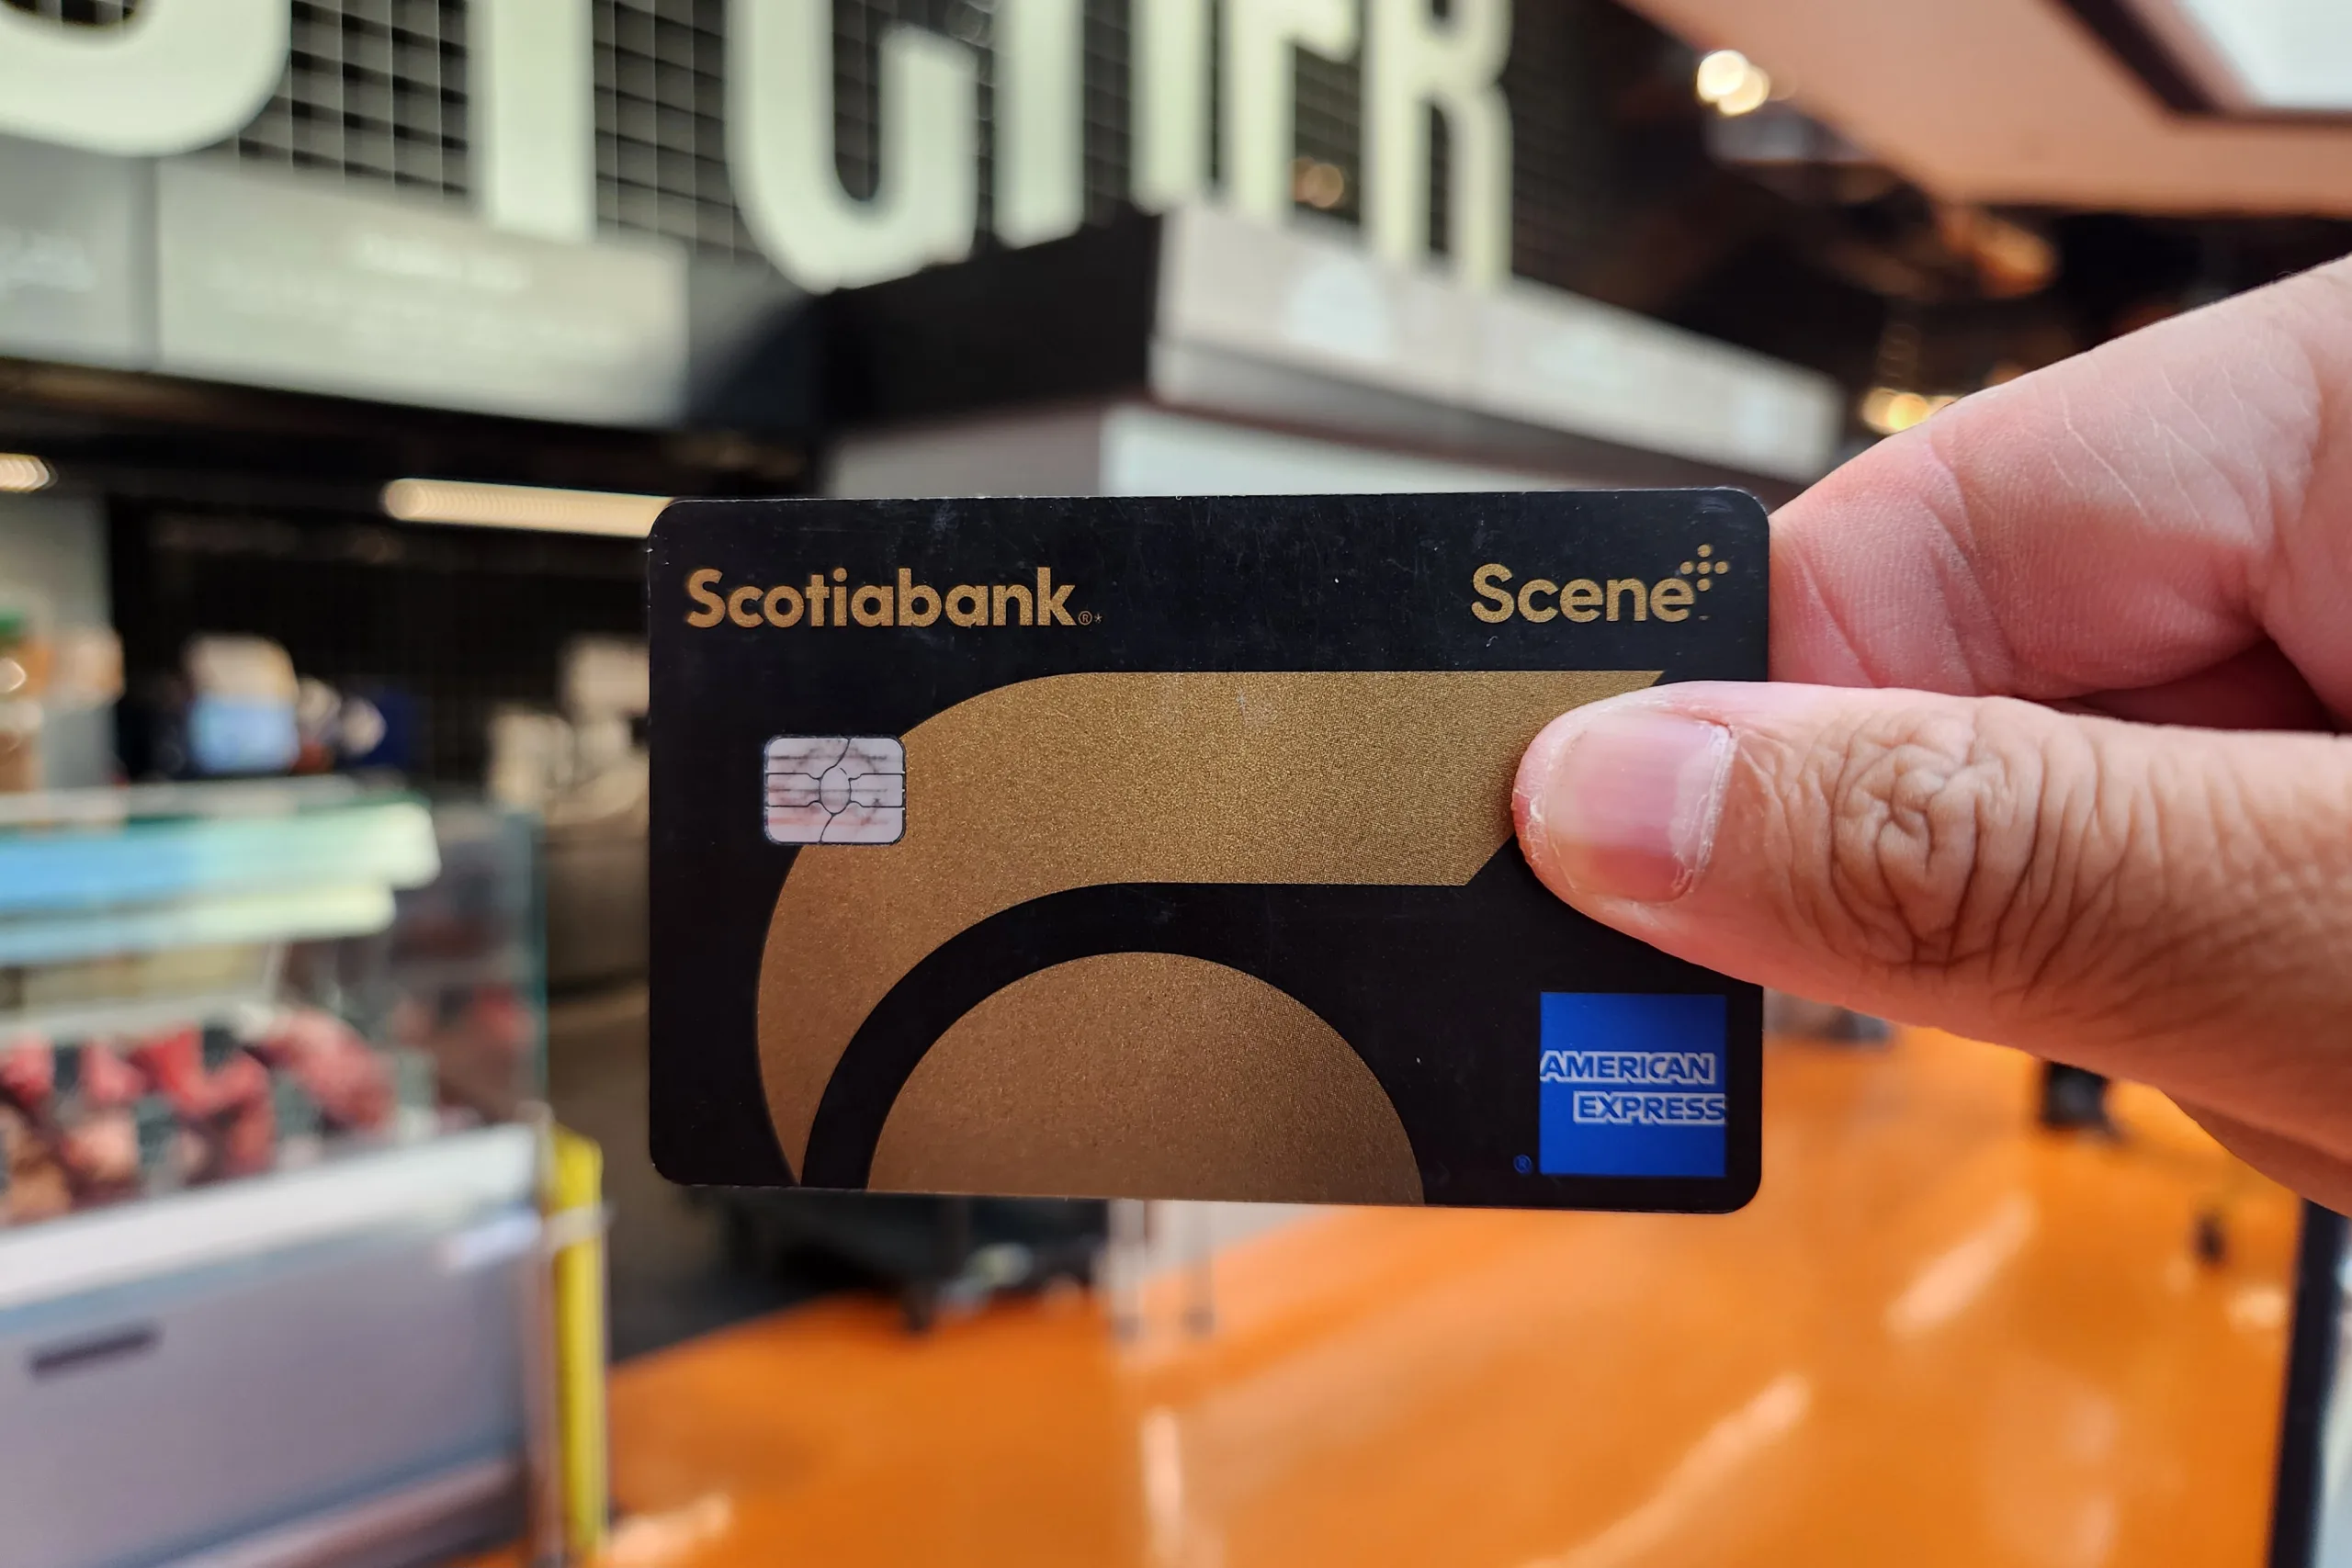 Scotiabank®*
Scene+
AMERICAN
EXPRESS
®